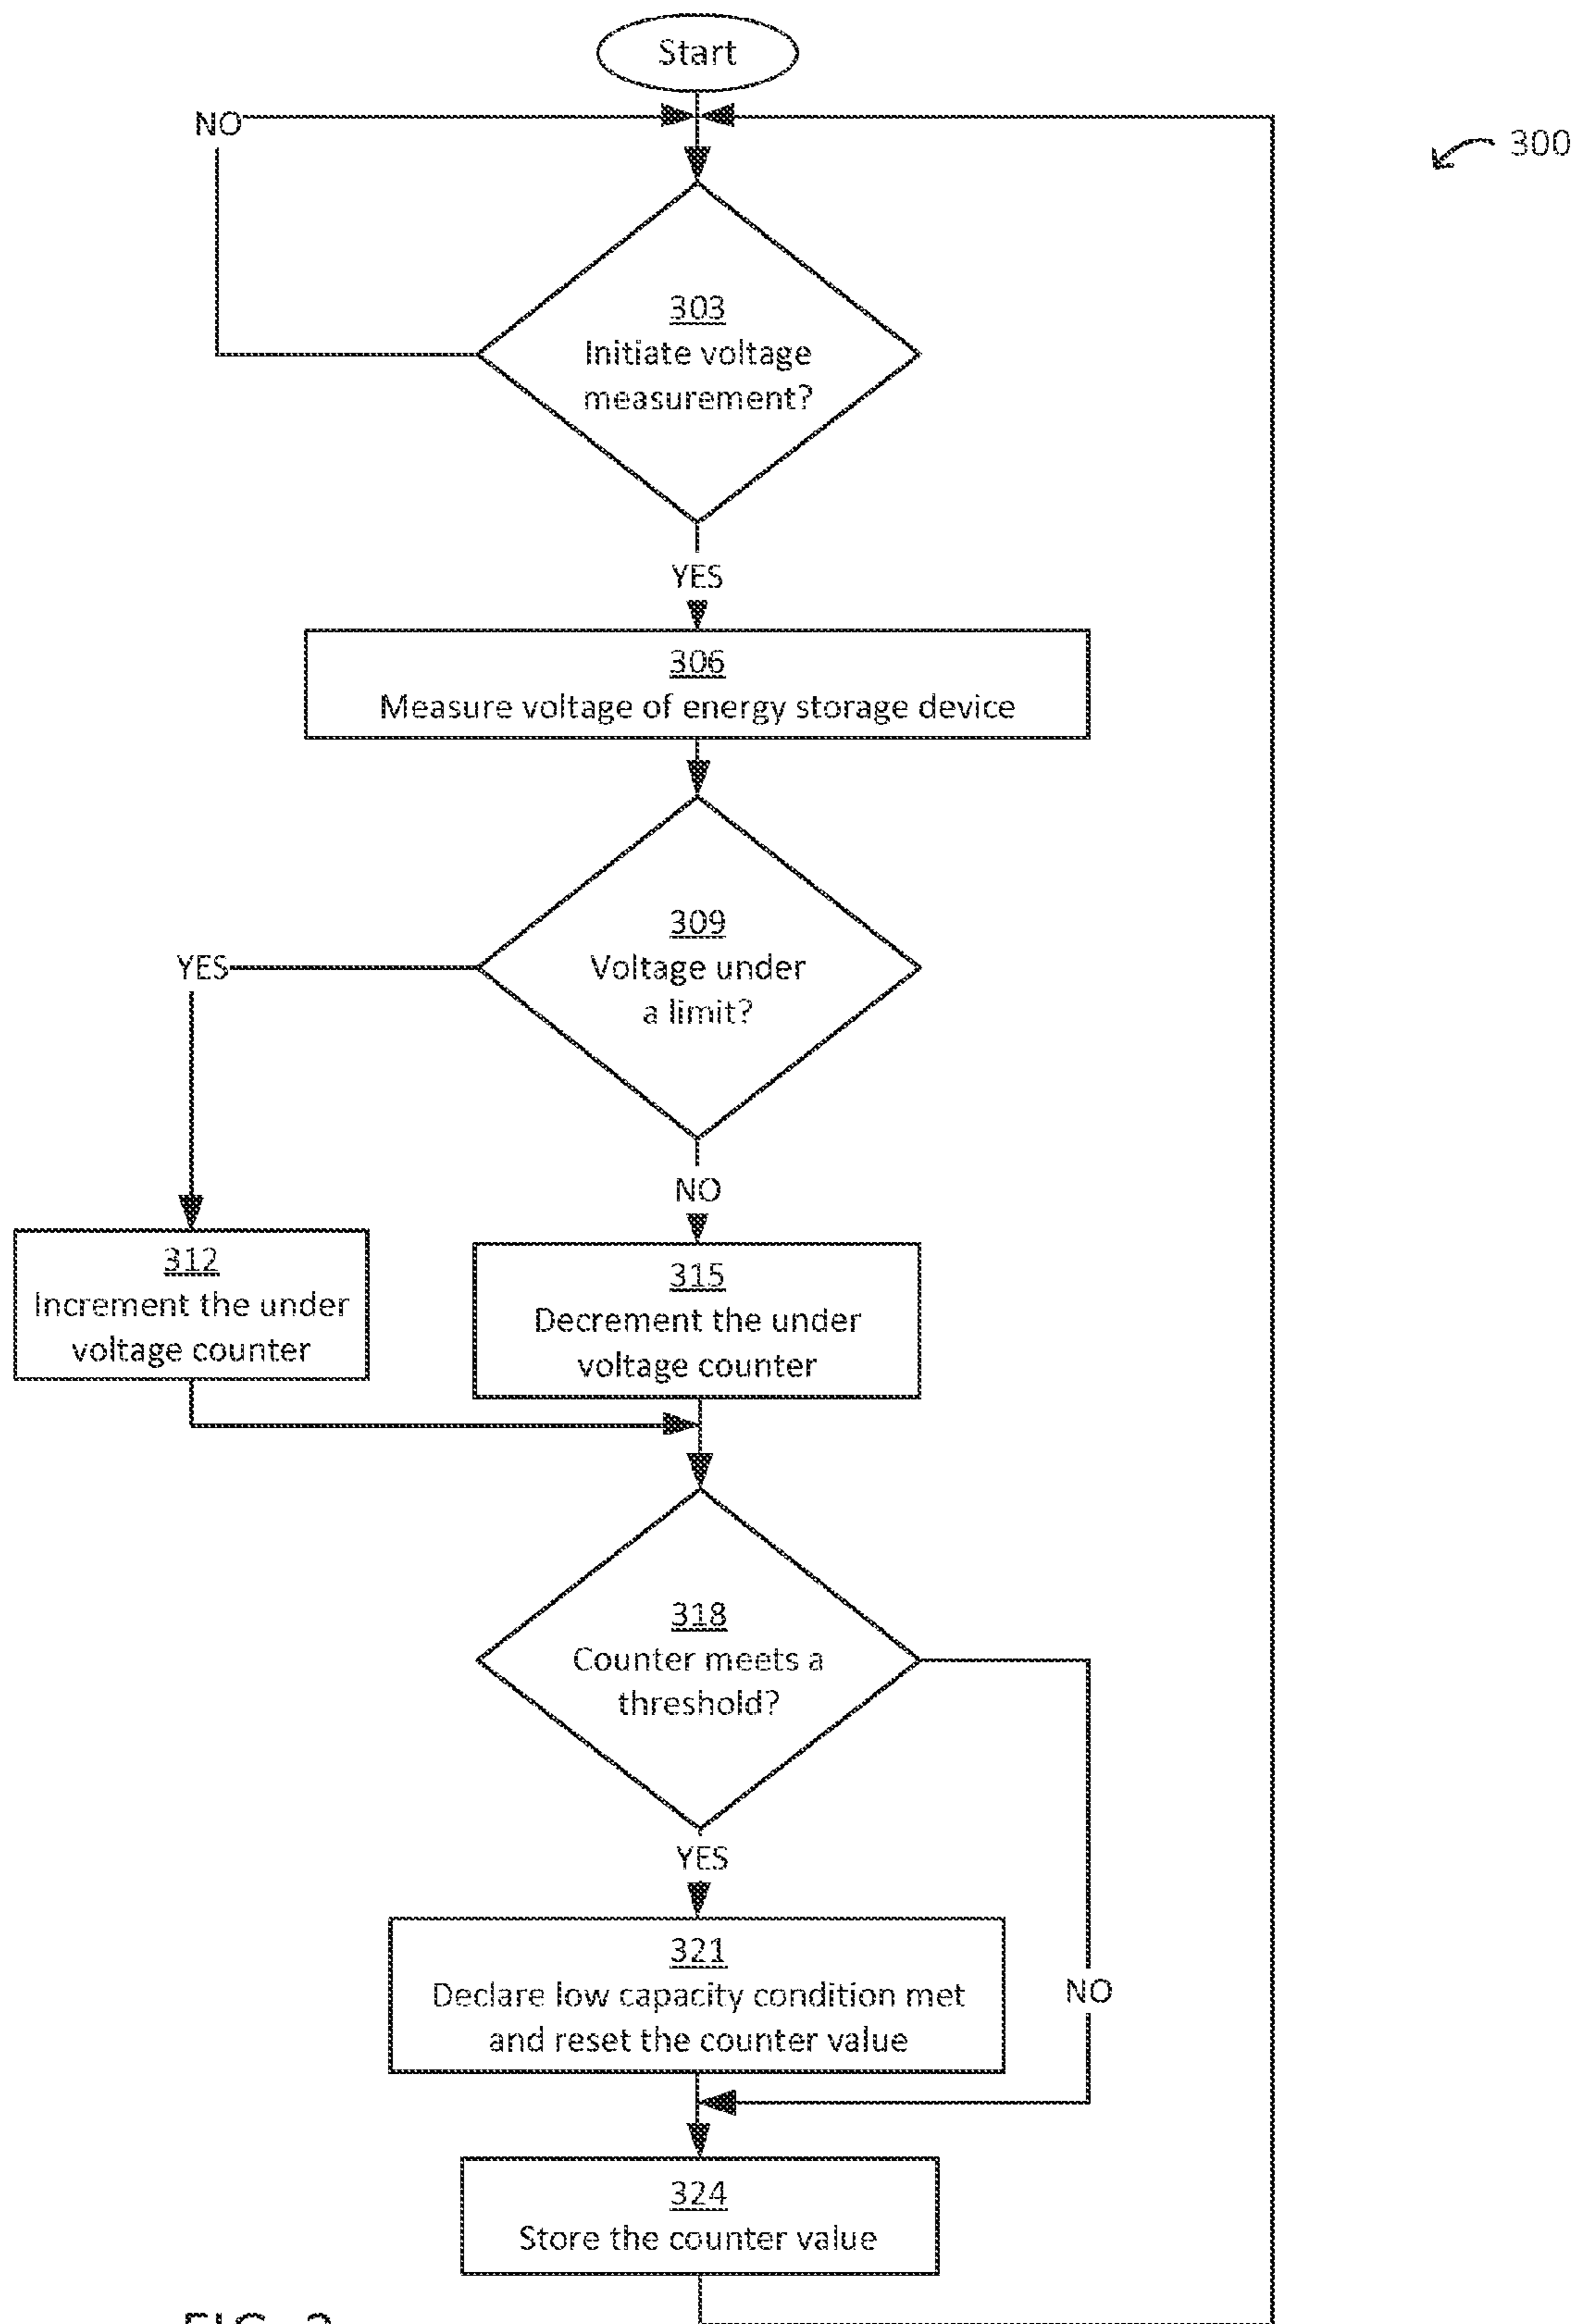 Start
NO
300
303
Initiate voltage
measurement?
YES
306
Measure voltage of energy storage device
309
Voltage under
a limit?
YES
NO
312
Increment the under
voltage counter
315
Decrement the under
voltage counter
318
Counter meets a
threshold?
YES
321
Declare low capacity condition met
and reset the counter value
NO
324
Store the counter value
FIG.